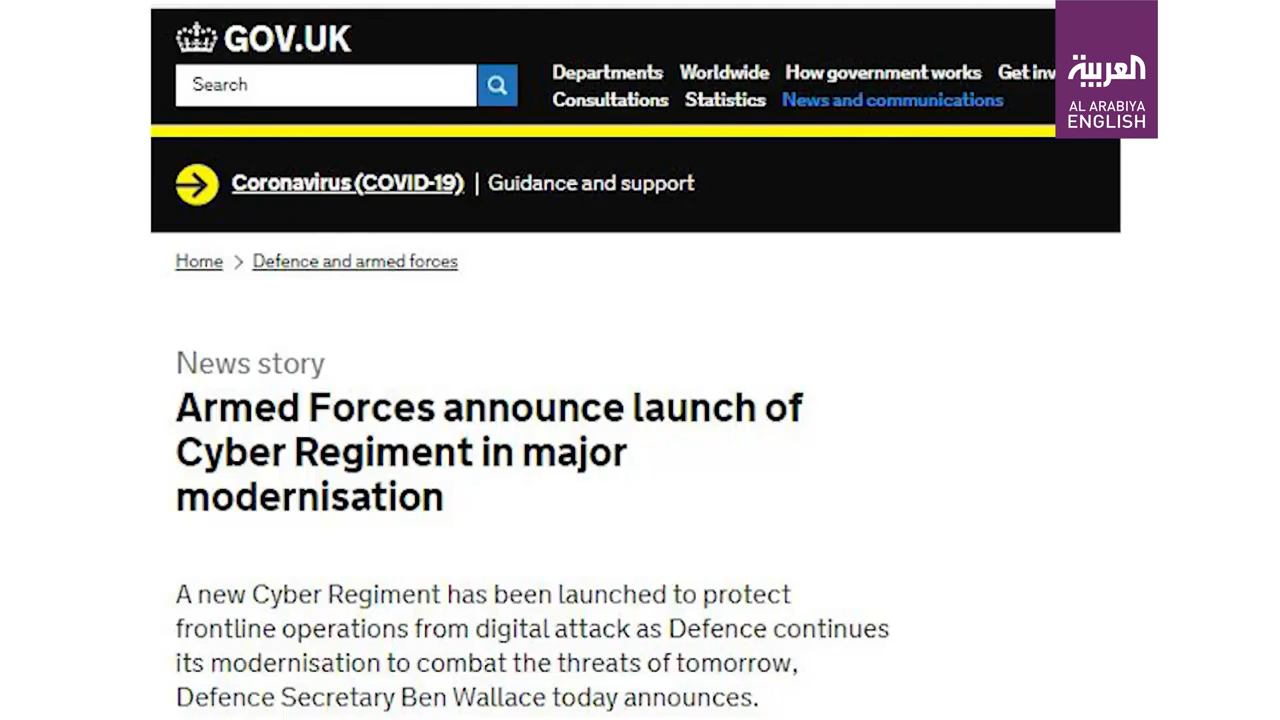 GOV.UK
Search
Departments Worldwide How government works Get inv
Consultations Statistics News and communications
العربية
AL ARABIYA
ENGLISH
Coronavirus (COVID-19) | Guidance and support
Home > Defence and armed forces
News story
Armed Forces announce launch of
Cyber Regiment in major
modernisation
A new Cyber Regiment has been launched to protect
frontline operations from digital attack as Defence continues
its modernisation to combat the threats of tomorrow,
Defence Secretary Ben Wallace today announces.